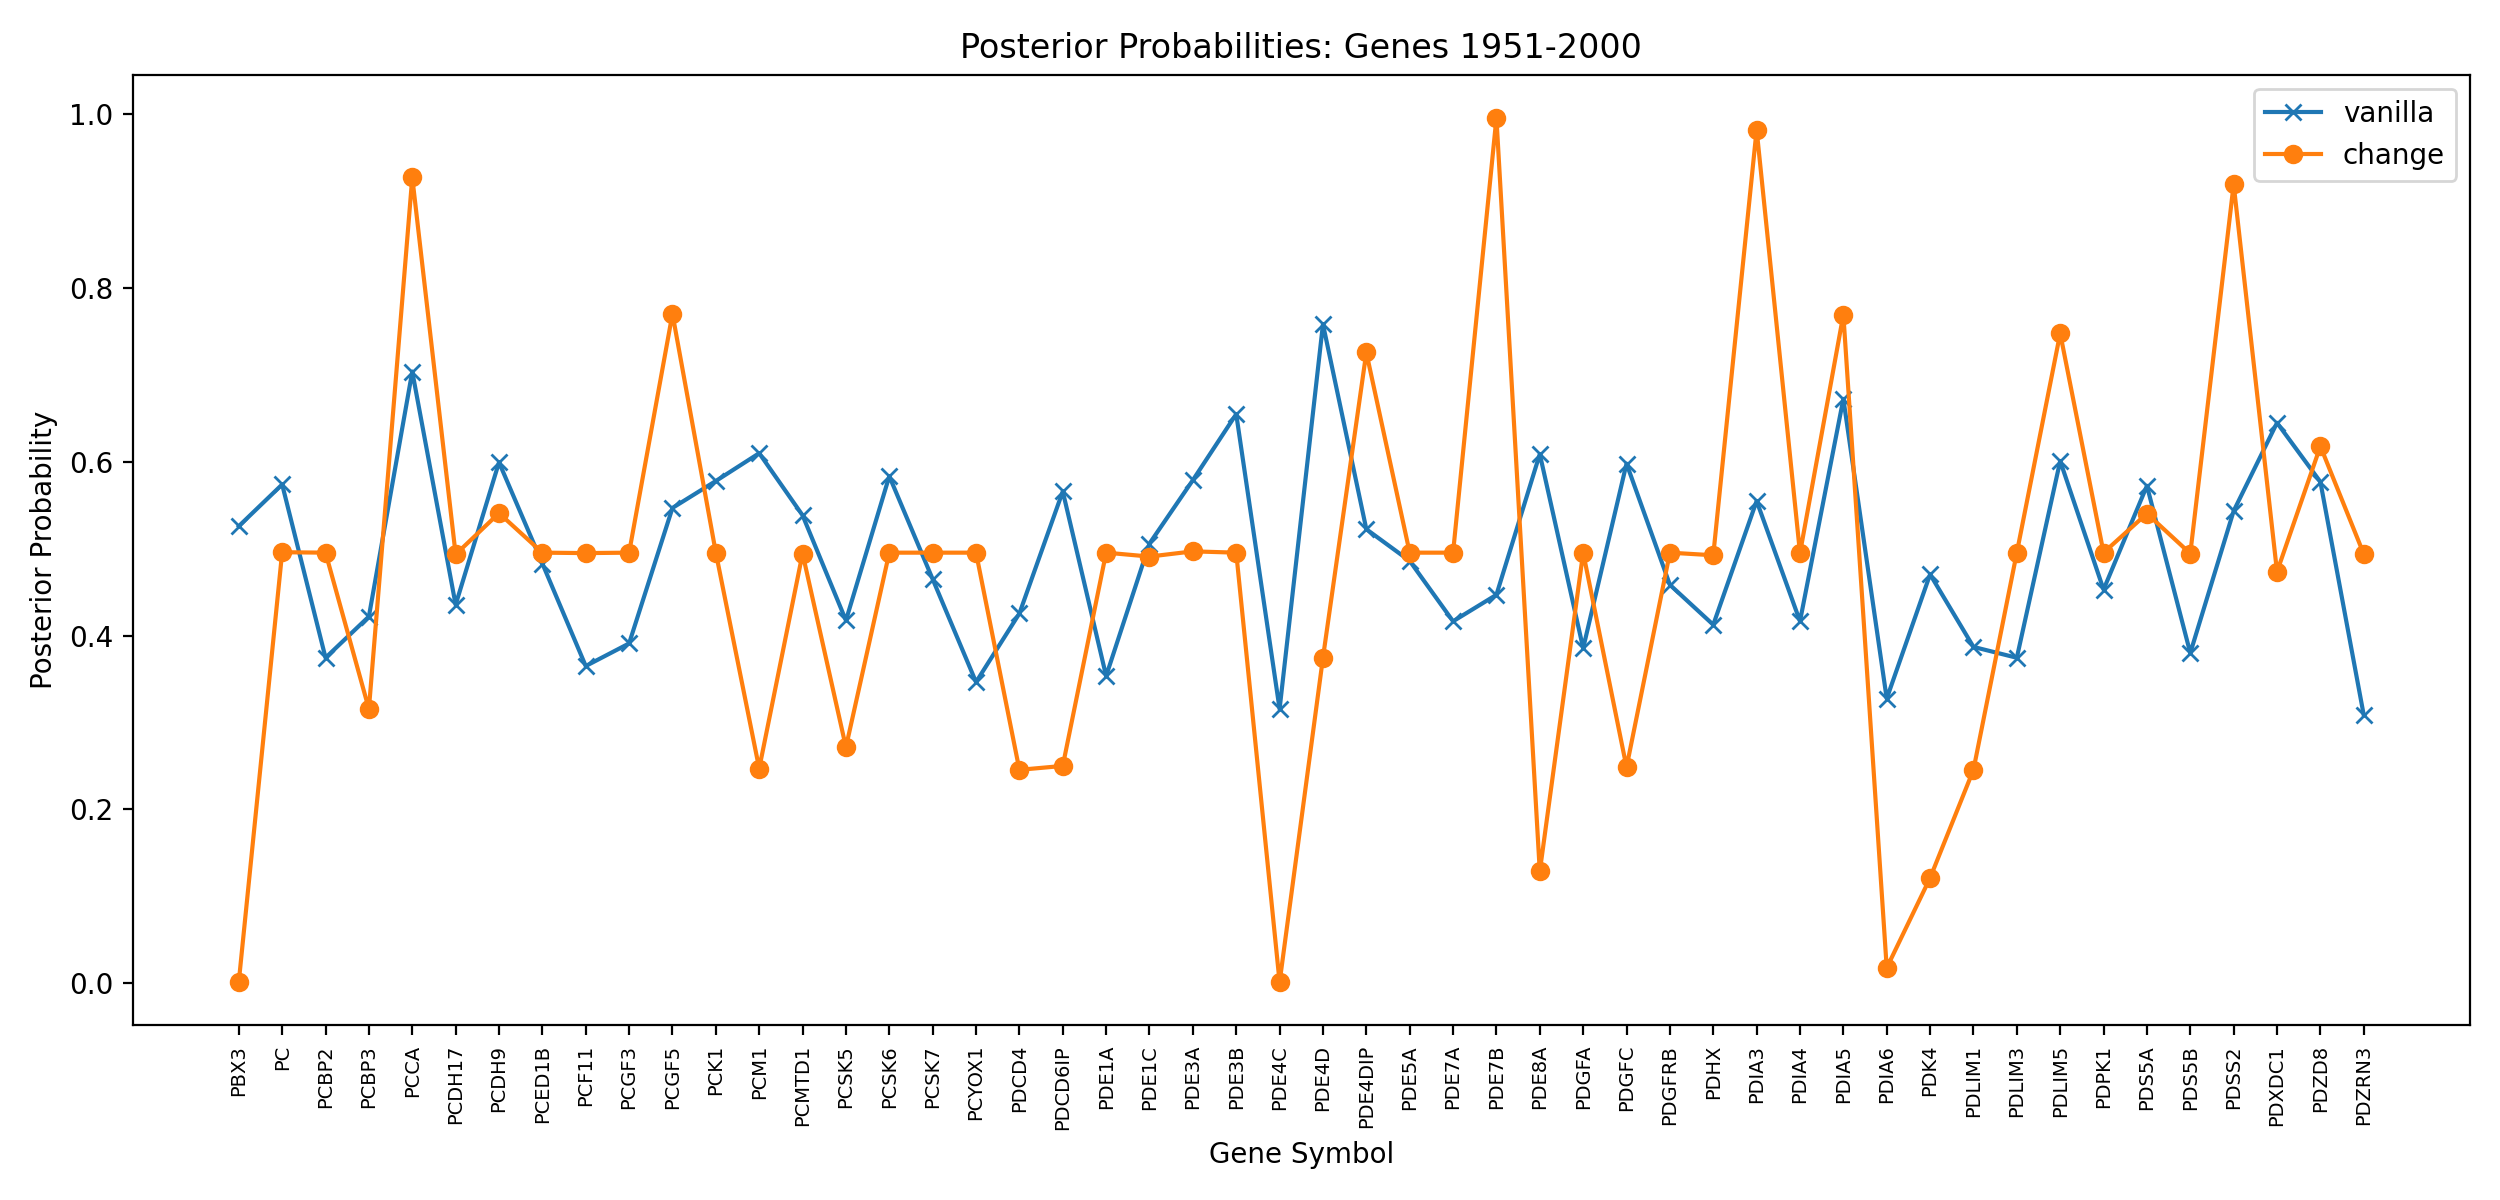 Posterior Probabilities: Genes 1951-2000
vanilla
change
Posterior Probability
1.0
0.8
0.6
0.4
0.2
0.0
PBX3
PC
PCBP2
PCBP3
PCCA
PCDH17
PCDH9
PCED1B
PCF11
PCGF3
PCGF5
PCK1
PCM1
PCMTD1
PCSK5
PCSK6
PCSK7
PCYOX1
PDCD4
PDCD6IP
PDE1A
PDE1C
PDE3A
PDE3B
PDE4C
PDE4D
PDE4DIP
PDE5A
PDE7A
PDE7B
PDE8A
PDGFA
PDGFC
PDGFRB
PDHX
PDIA3
PDIA4
PDIA5
PDIA6
PDK4
PDLIM1
PDLIM3
PDLIM5
PDPK1
PDS5A
PDS5B
PDSS2
PDXDC1
PDZD8
PDZRN3
Gene Symbol